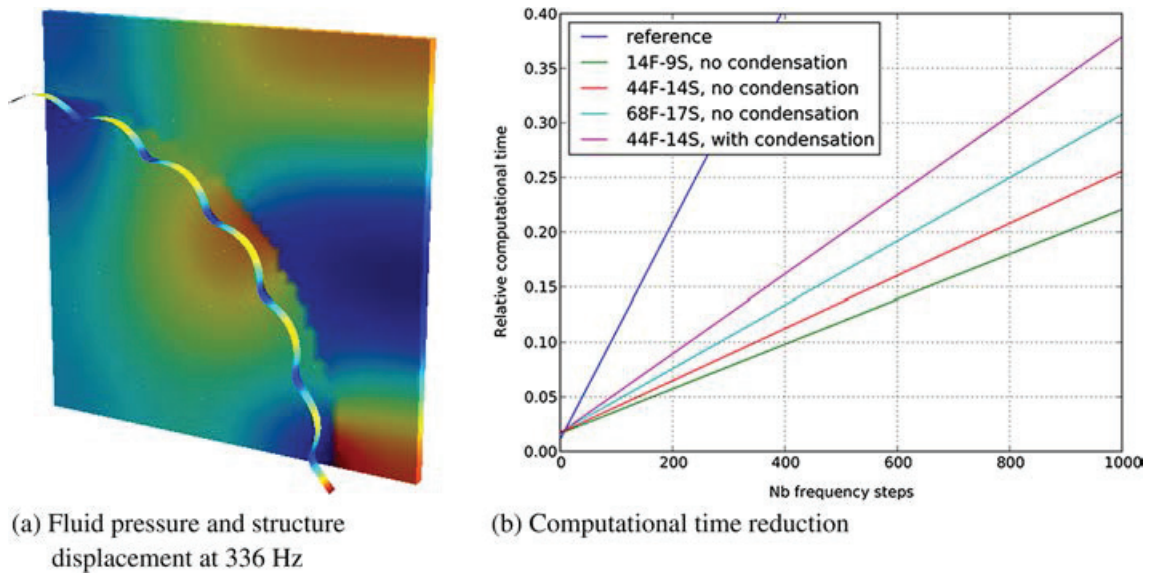 0.40
0.35
0.30
0.25
0.20
0.15
0.10
0.05
0.00
Relative computational time
reference
14F-9S, no condensation
44F-14S, no condensation
68F-17S, no condensation
44F-14S, with condensation
0 200 400 600 800 1000
Nb frequency steps
(a) Fluid pressure and structure
displacement at 336 Hz
(b) Computational time reduction